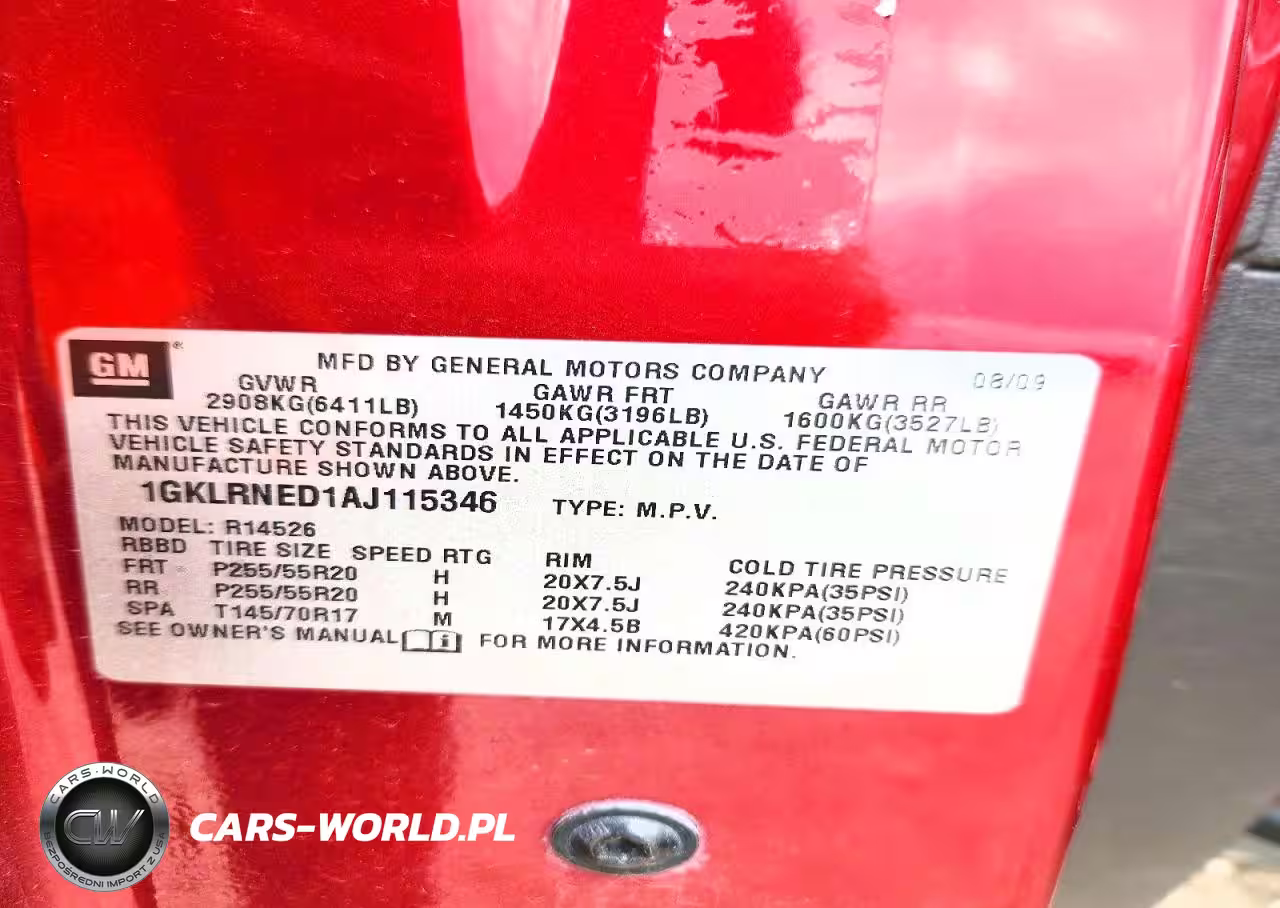 GM® MFD BY GENERAL MOTORS COMPANY 08/09
GVWR GAWR FRT GAWR RR
2908KG(6411LB) 1450KG(3196LB) 1600KG(3527LB)
THIS VEHICLE CONFORMS TO ALL APPLICABLE U.S. FEDERAL MOTOR
VEHICLE SAFETY STANDARDS IN EFFECT ON THE DATE OF
MANUFACTURE SHOWN ABOVE.
1GKLRNED1AJ115346 TYPE: M.P.V.
MODEL: R14526
RBBD TIRE SIZE SPEED RTG RIM COLD TIRE PRESSURE
FRT P255/55R20 H 20X7.5J 240KPA(35PSI)
RR P255/55R20 H 20X7.5J 240KPA(35PSI)
SPA T145/70R17 M 17X4.5B 420KPA(60PSI)
SEE OWNER'S MANUAL FOR MORE INFORMATION.
CARS-WORLD
CW
BEZPOŚREDNI IMPORT Z USA
CARS-WORLD.PL